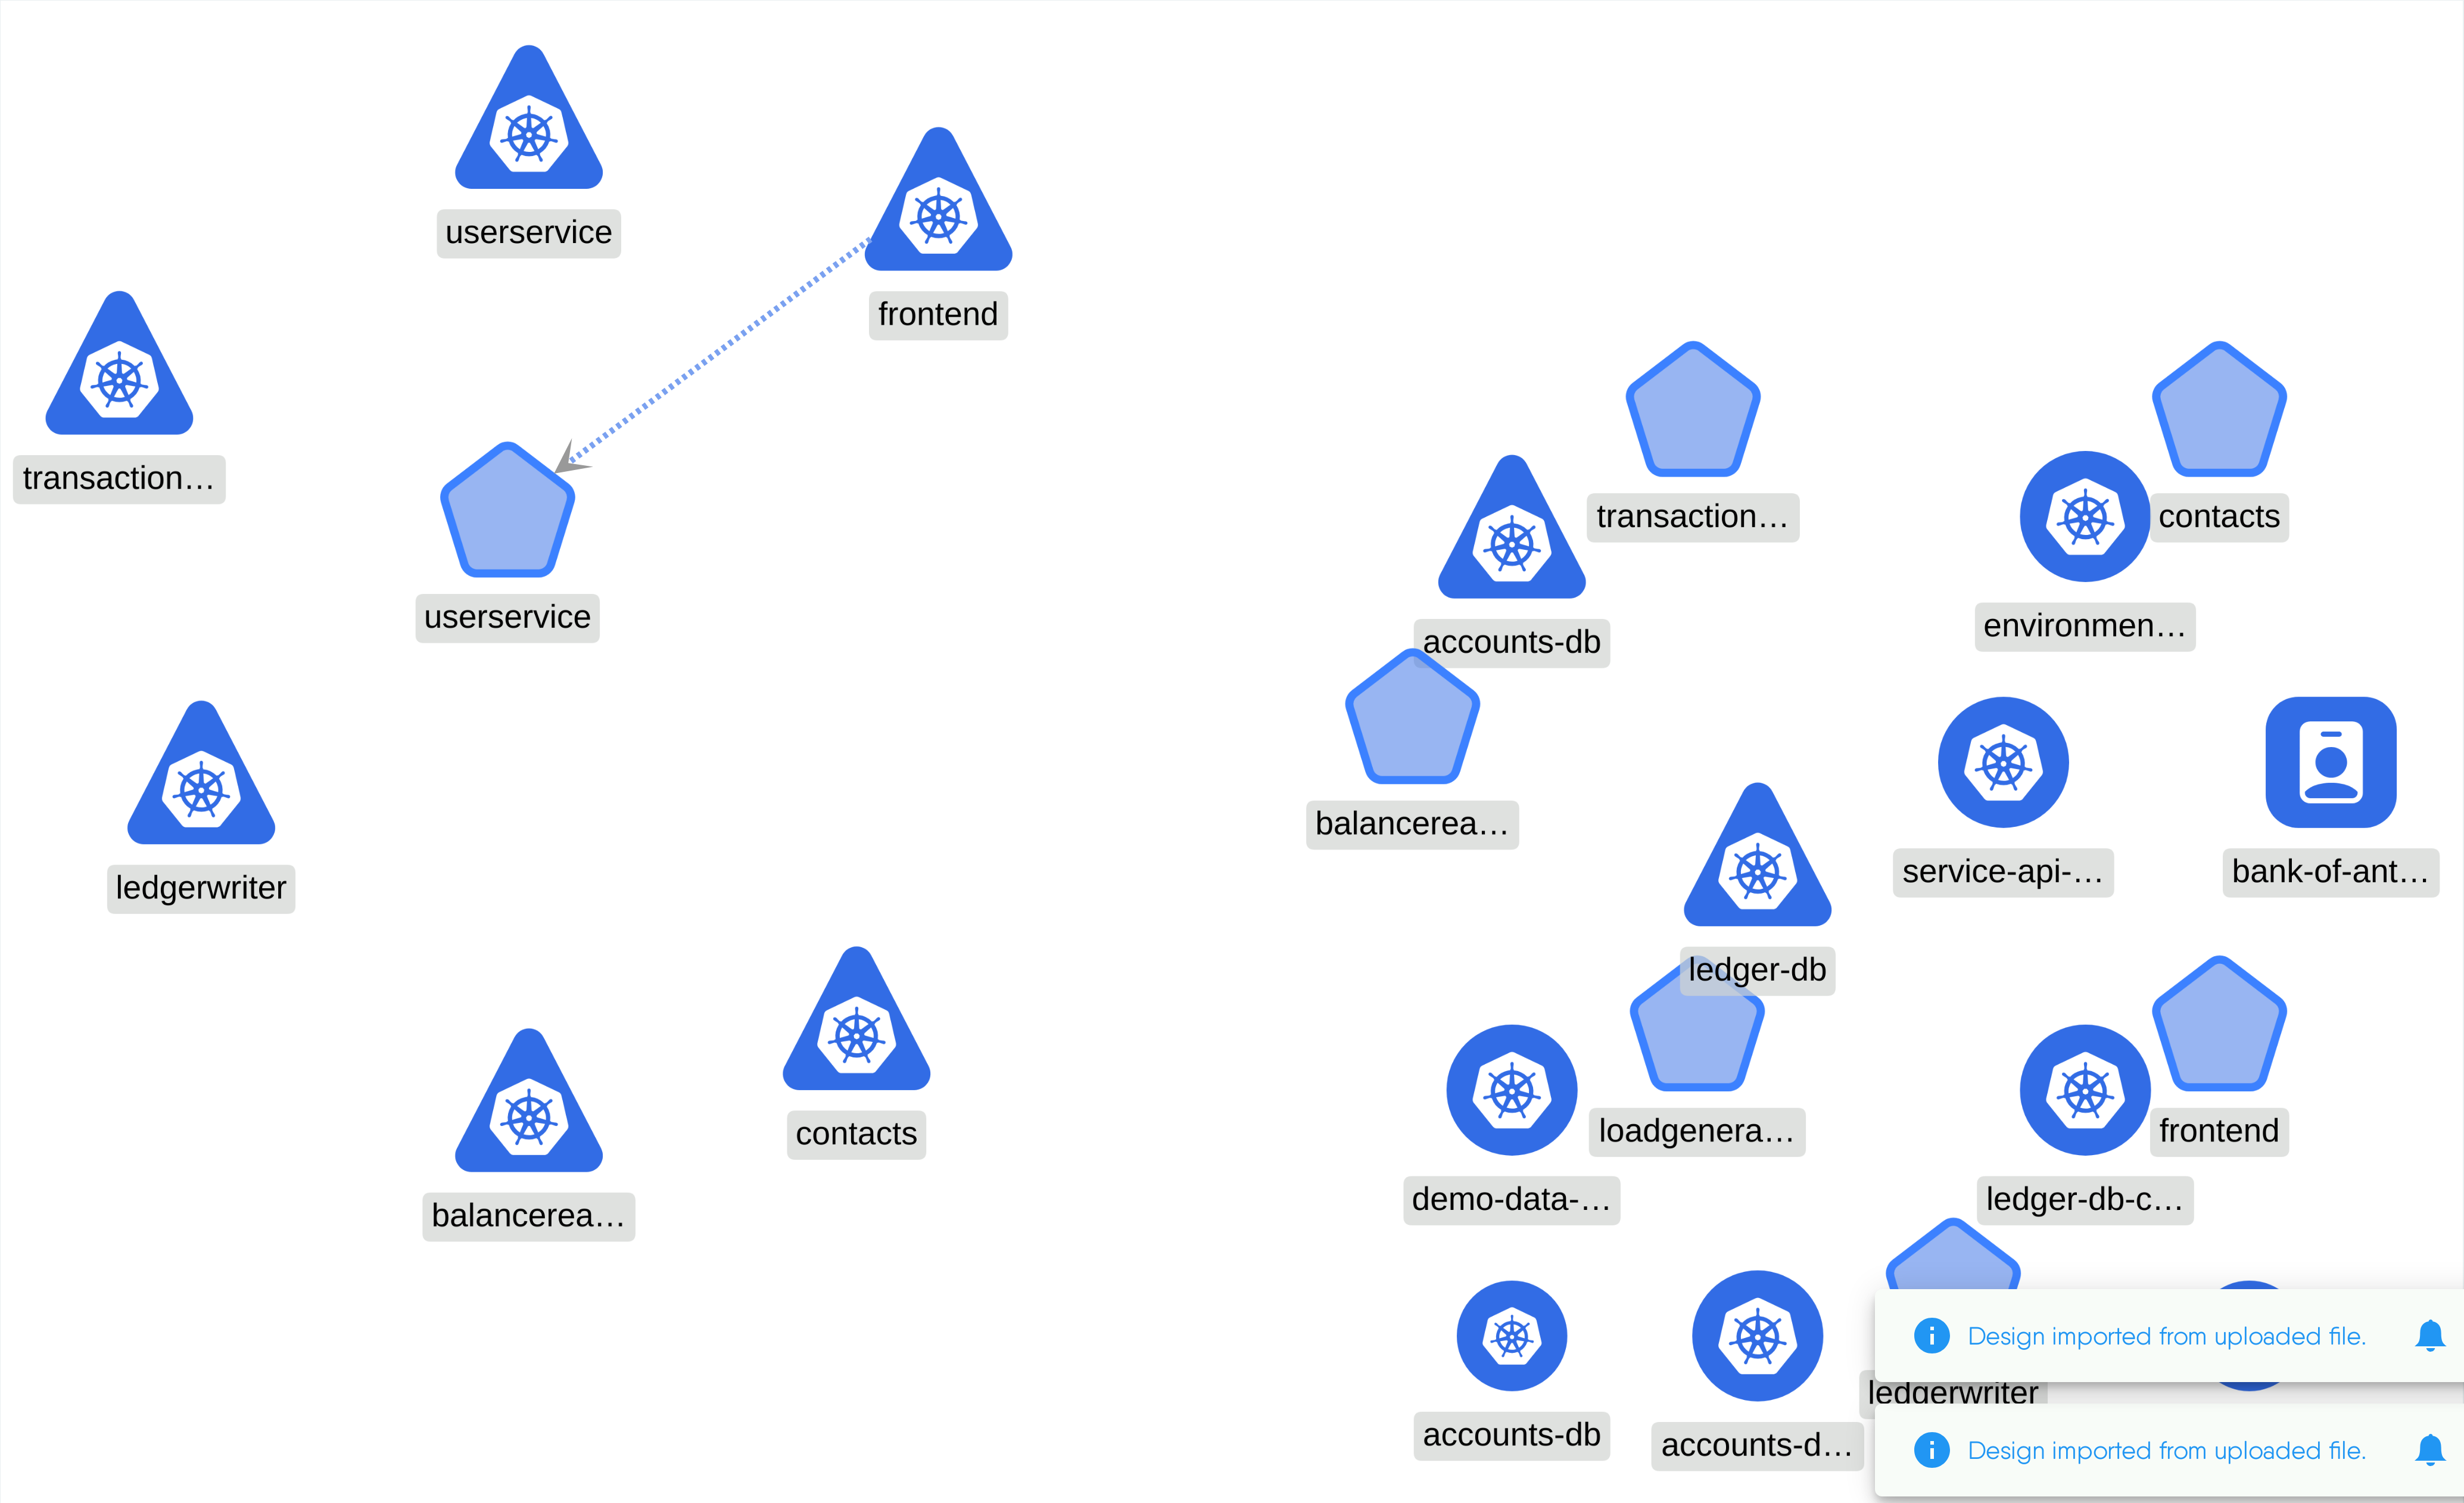 userservice
frontend
transaction…
transaction…
contacts
userservice
accounts-db
environmen…
balancerea…
service-api-…
bank-of-ant…
ledgerwriter
ledger-db
contacts
loadgenera…
frontend
demo-data-…
ledger-db-c…
balancerea…
Design imported from uploaded file.
ledgerwriter
accounts-db
accounts-d…
Design imported from uploaded file.